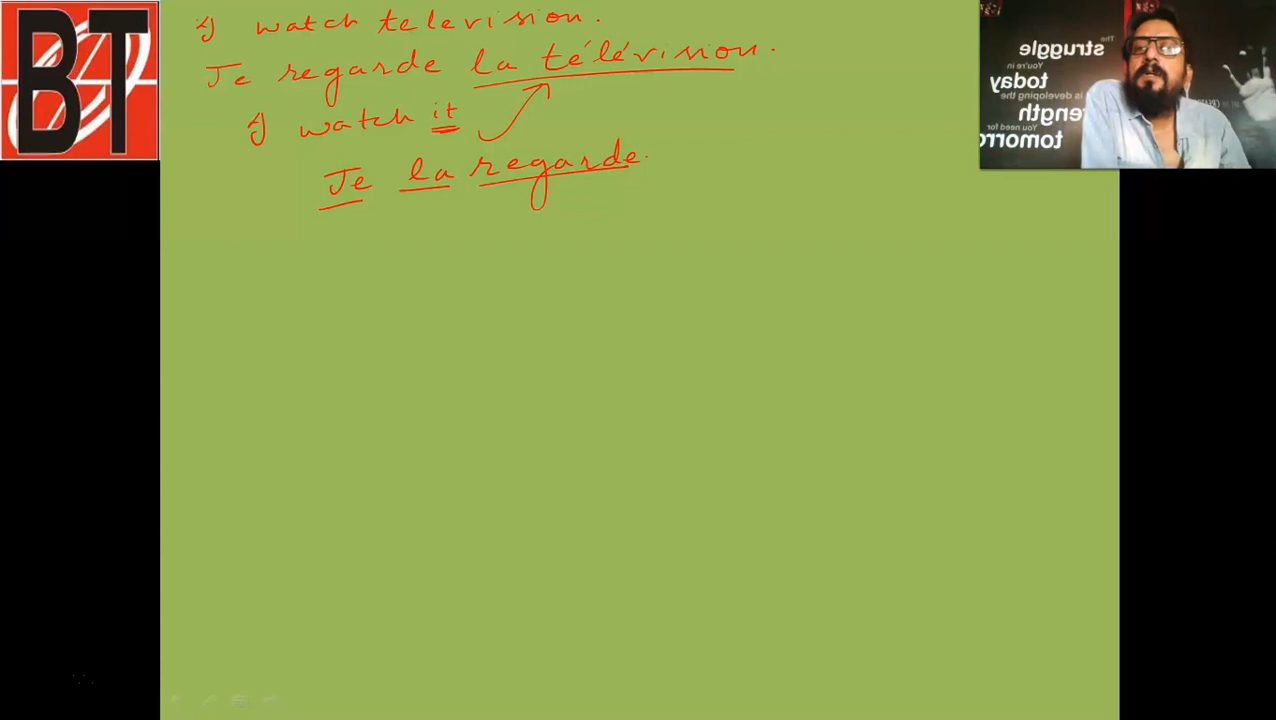 BT
I watch television.
Je regarde la télévision.
I watch it
Je la regarde.
The
struggle
You're in
today
is developing the
strength
You need for
tomorro